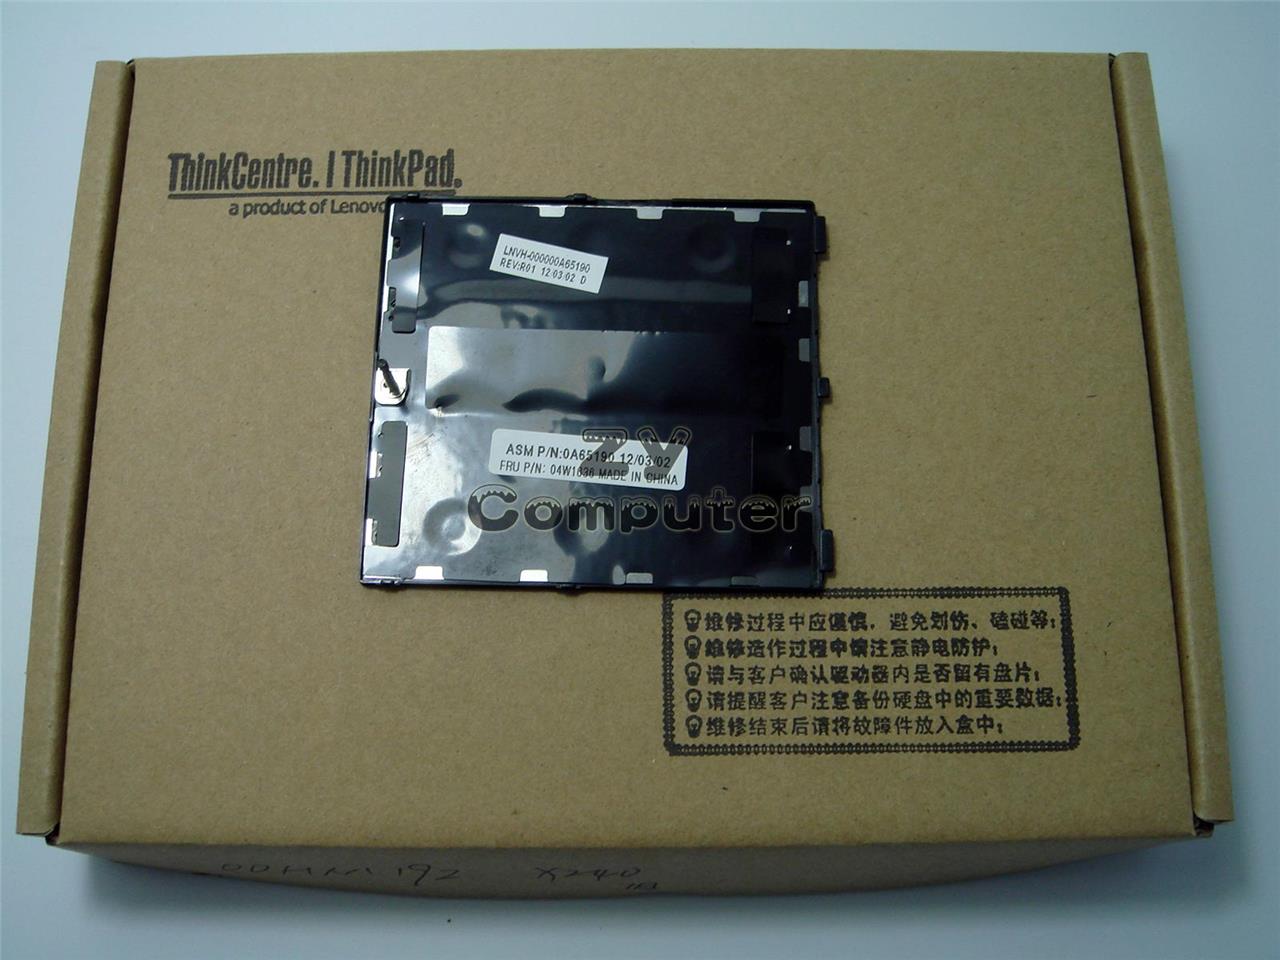 ThinkCentre. | ThinkPad.
a product of Lenovo
LNVH-000000A65190
REV:R01 12/03/02 D
ASM P/N:0A65190 12/03/02
FRU P/N: 04W1636 MADE IN CHINA
ZY
Computer
维修过程中应谨慎，避免划伤、磕碰等；
维修造作过程中请注意静电防护；
请与客户确认驱动器内是否留有盘片；
请提醒客户注意备份硬盘中的重要数据；
维修结束后请将故障件放入盒中；
00HM192 X240